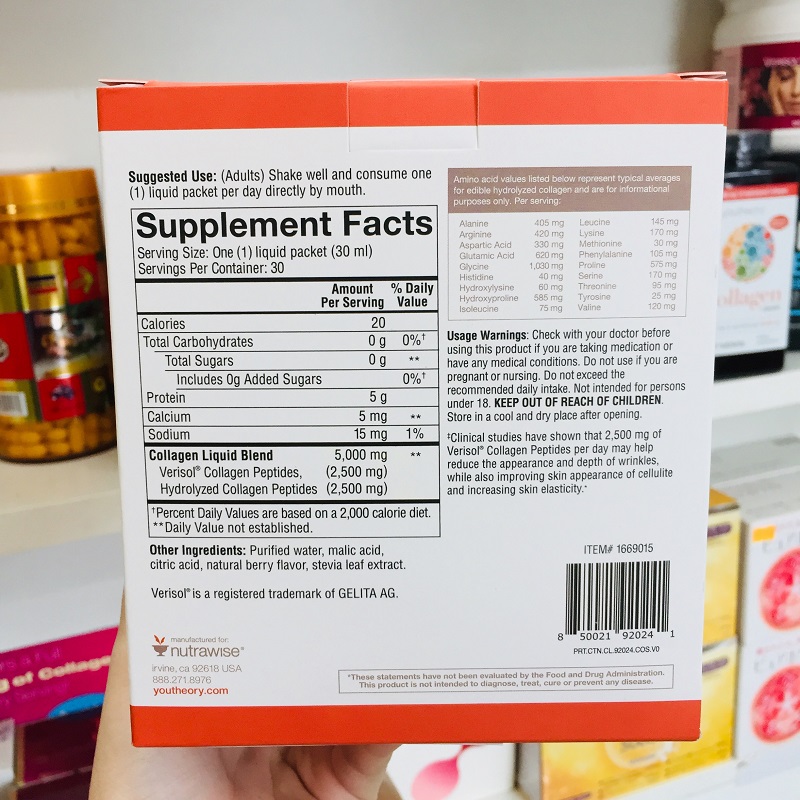 Suggested Use: (Adults) Shake well and consume one
(1) liquid packet per day directly by mouth.
Supplement Facts
Serving Size: One (1) liquid packet (30 ml)
Servings Per Container: 30
Amount Per Serving % Daily Value
Calories 20
Total Carbohydrates 0 g 0%†
Total Sugars 0 g **
Includes 0g Added Sugars 0%†
Protein 5 g
Calcium 5 mg **
Sodium 15 mg 1%
Collagen Liquid Blend 5,000 mg **
Verisol® Collagen Peptides, (2,500 mg)
Hydrolyzed Collagen Peptides (2,500 mg)
†Percent Daily Values are based on a 2,000 calorie diet.
**Daily Value not established.
Other Ingredients: Purified water, malic acid,
citric acid, natural berry flavor, stevia leaf extract.
Verisol® is a registered trademark of GELITA AG.
manufactured for:
nutrawise®
irvine, ca 92618 USA
888.271.8976
youtheory.com
Amino acid values listed below represent typical averages
for edible hydrolyzed collagen and are for informational
purposes only. Per serving:
Alanine 405 mg Leucine 145 mg
Arginine 420 mg Lysine 170 mg
Aspartic Acid 330 mg Methionine 30 mg
Glutamic Acid 620 mg Phenylalanine 105 mg
Glycine 1,030 mg Proline 575 mg
Histidine 40 mg Serine 170 mg
Hydroxylysine 60 mg Threonine 95 mg
Hydroxyproline 585 mg Tyrosine 25 mg
Isoleucine 75 mg Valine 120 mg
Usage Warnings: Check with your doctor before
using this product if you are taking medication or
have any medical conditions. Do not use if you are
pregnant or nursing. Do not exceed the
recommended daily intake. Not intended for persons
under 18. KEEP OUT OF REACH OF CHILDREN.
Store in a cool and dry place after opening.
‡Clinical studies have shown that 2,500 mg of
Verisol® Collagen Peptides per day may help
reduce the appearance and depth of wrinkles,
while also improving skin appearance of cellulite
and increasing skin elasticity.*
ITEM# 1669015
8 50021 92024 1
PRT.CTN.CL.92024.COS.V0
*These statements have not been evaluated by the Food and Drug Administration.
This product is not intended to diagnose, treat, cure or prevent any disease.
ollagen
g of Collage